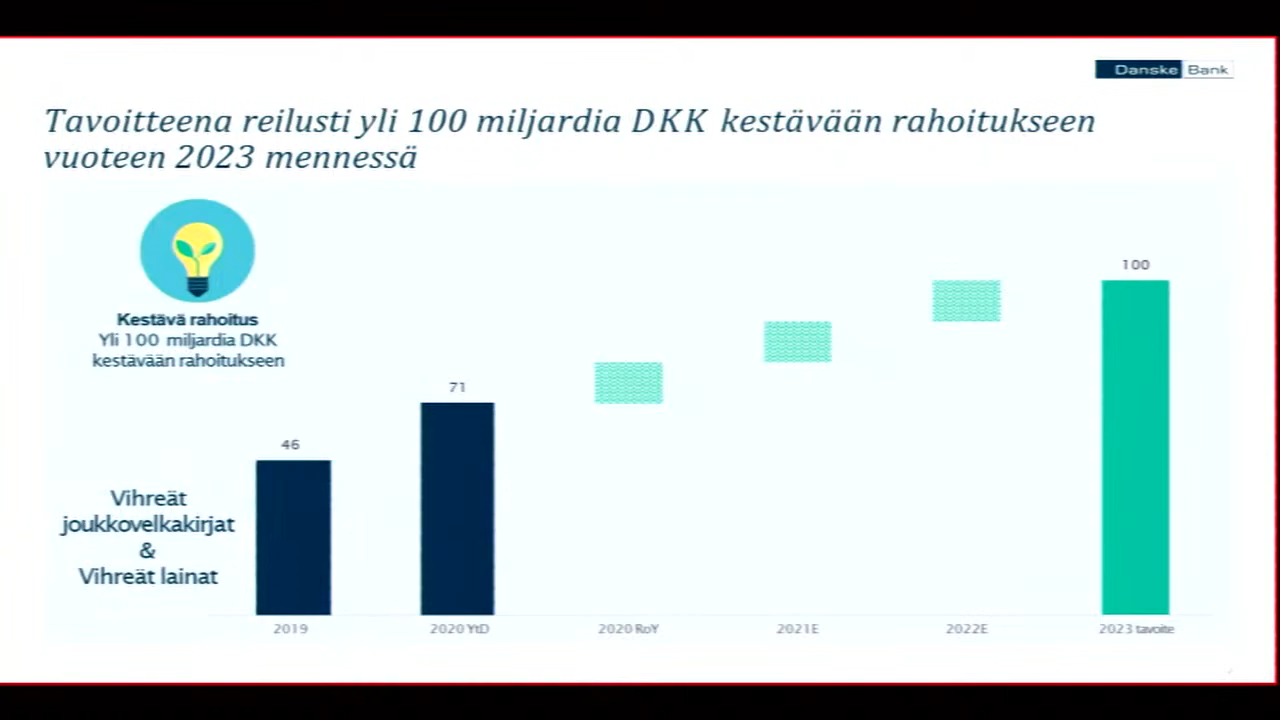 Danske Bank
Tavoitteena reilusti yli 100 miljardia DKK kestävään rahoitukseen
vuoteen 2023 mennessä
Kestävä rahoitus
Yli 100 miljardia DKK
kestävään rahoitukseen
Vihreät
joukkovelkakirjat
&
Vihreät lainat
46
71
100
2019
2020 YtD
2020 RoY
2021E
2022E
2023 tavoite